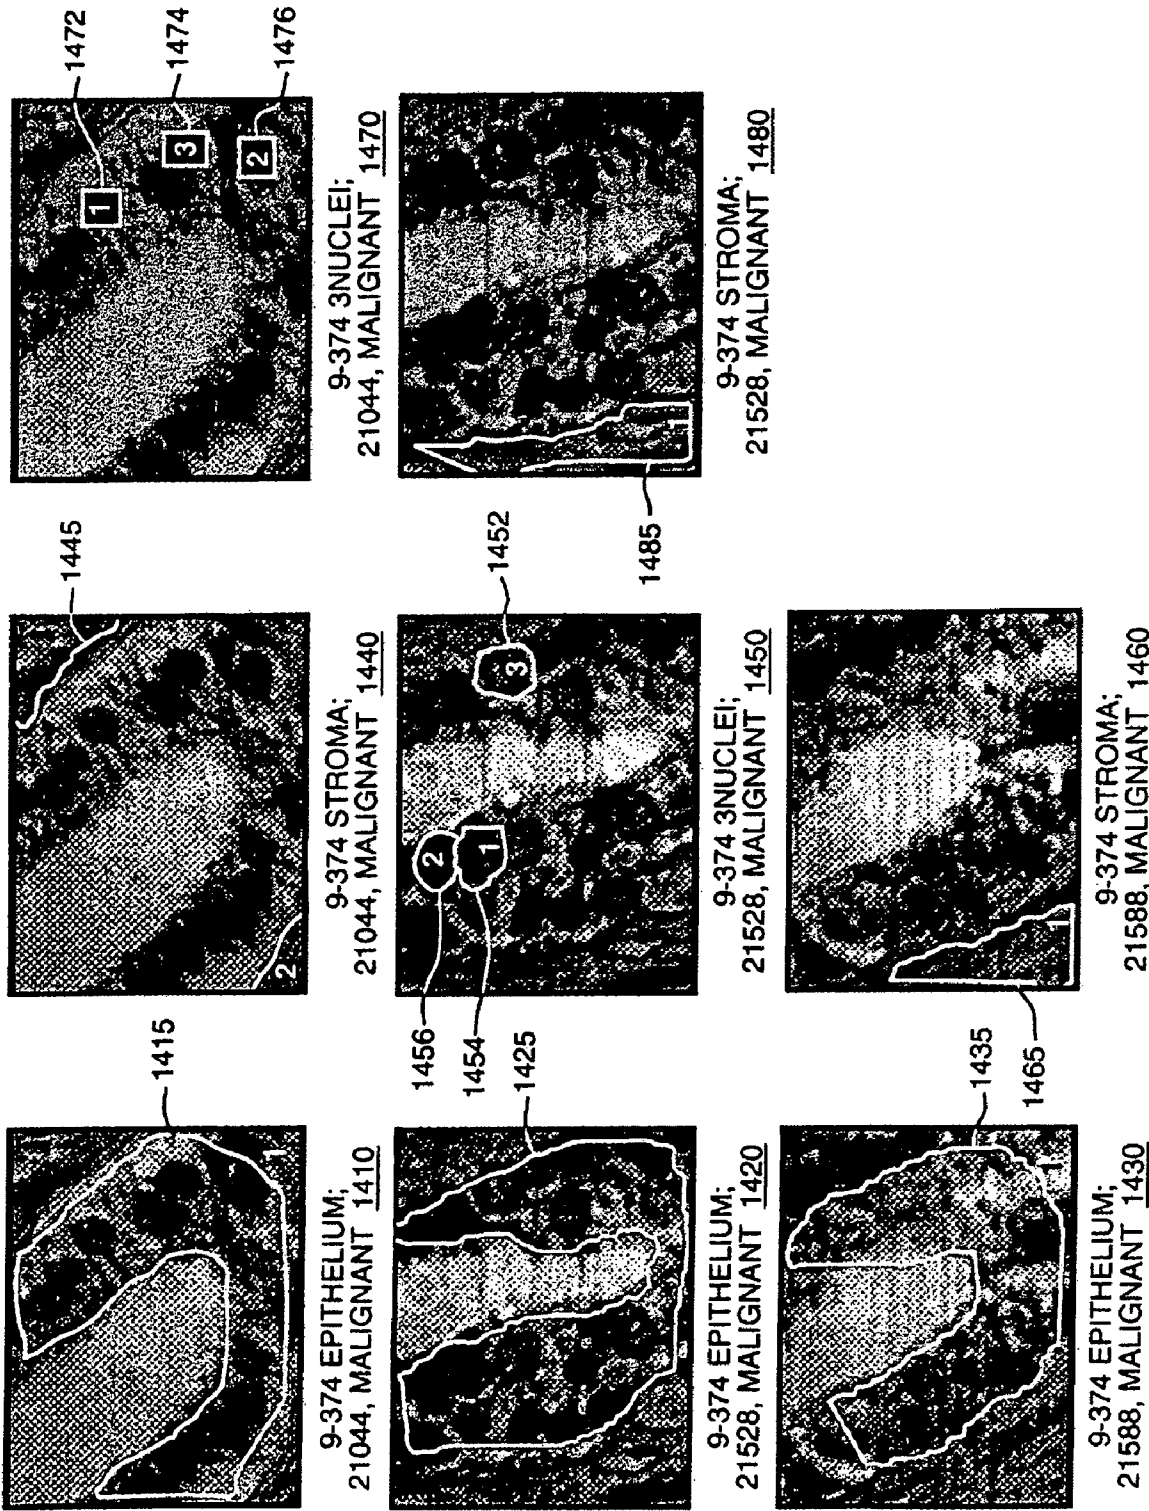 1415
1
9-374 EPITHELIUM;
21044, MALIGNANT 1410
1445
2
9-374 STROMA;
21044, MALIGNANT 1440
1472
1474
1476
1
3
2
9-374 3NUCLEI;
21044, MALIGNANT 1470
1425
9-374 EPITHELIUM;
21528, MALIGNANT 1420
1456
1454
1452
2
1
3
9-374 3NUCLEI;
21528, MALIGNANT 1450
1485
1
9-374 STROMA;
21528, MALIGNANT 1480
1435
1
9-374 EPITHELIUM;
21588, MALIGNANT 1430
1465
1
9-374 STROMA;
21588, MALIGNANT 1460